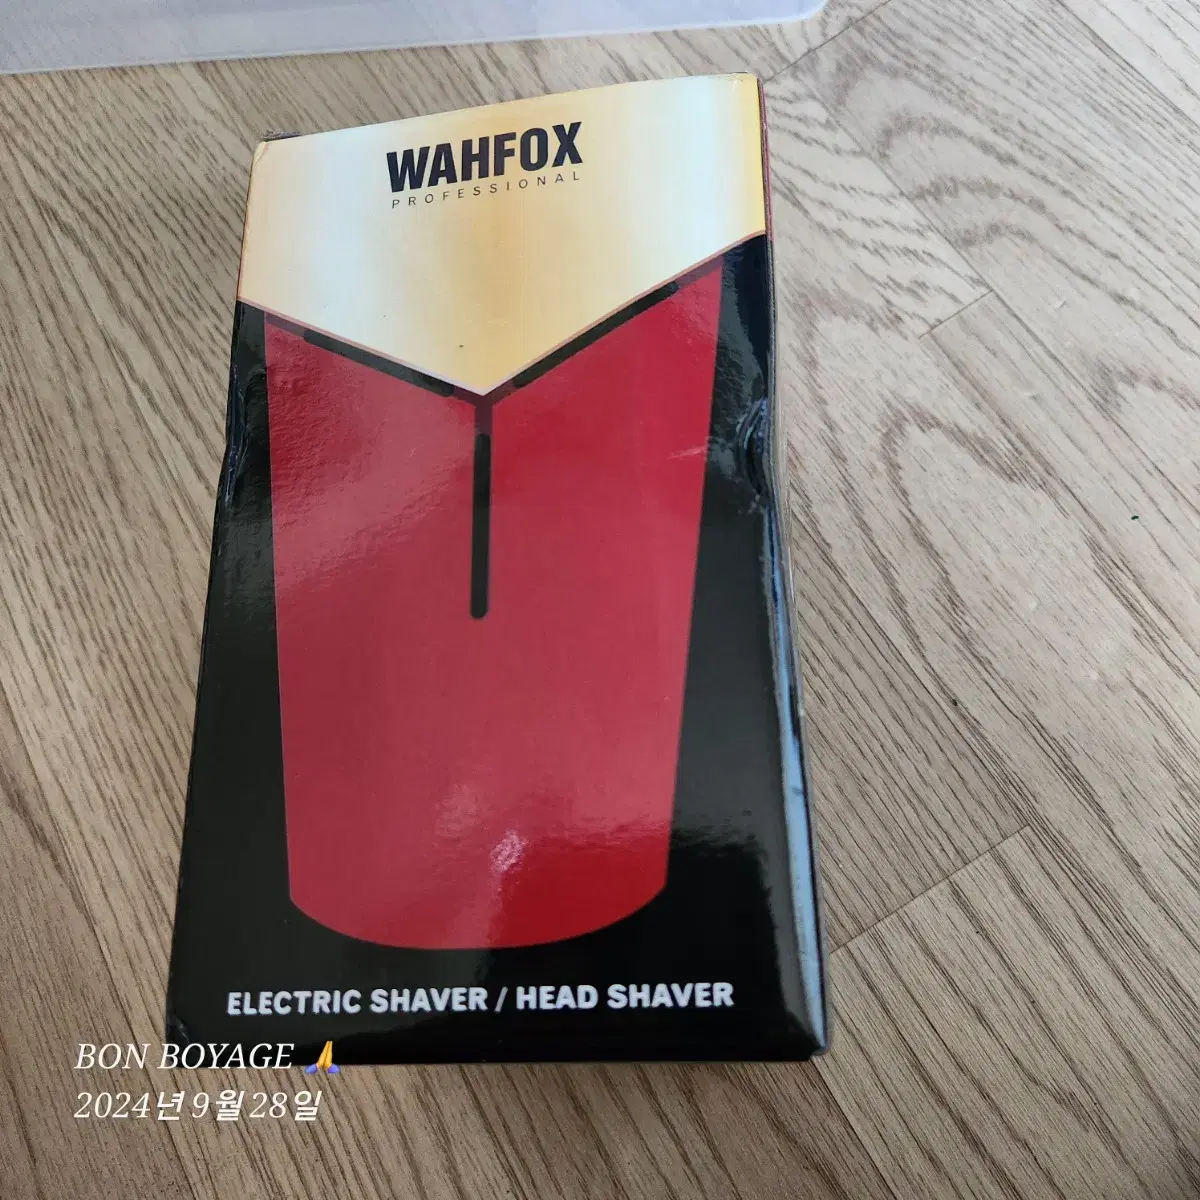 WAHFOX
PROFESSIONAL
ELECTRIC SHAVER / HEAD SHAVER
BON BOYAGE 🙏
2024년 9월 28일